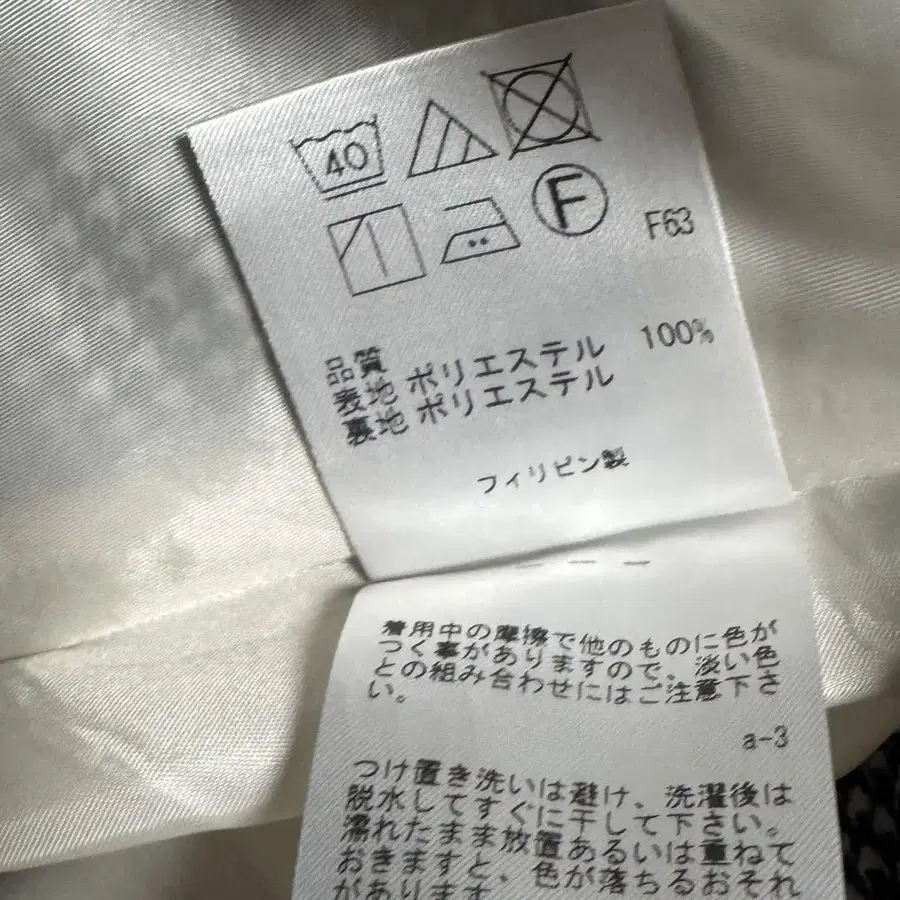 40
F
F63
品質
表地 ポリエステル 100%
裏地 ポリエステル
フィリピン製
着用中の摩擦で他のものに色が
つく事がありますので、淡い色
との組み合わせにはご注意下さ
い。
a-3
つけ置き洗いは避け、洗濯後は
脱水してすぐに干して下さい。
濡れたまま放置あるいは重ねて
おきますと、色が落ちるおそれ
があります